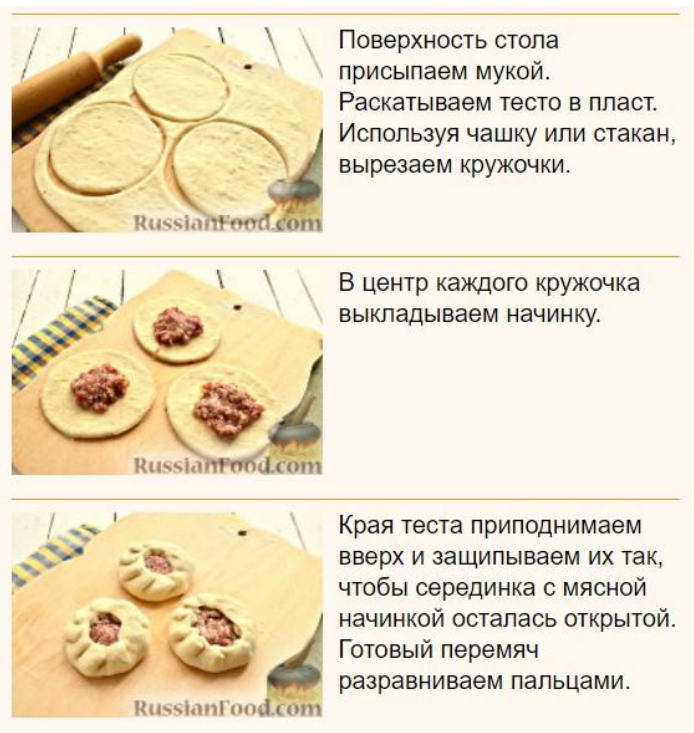 Поверхность стола
присыпаем мукой.
Раскатываем тесто в пласт.
Используя чашку или стакан,
вырезаем кружочки.
RussianFood.com
В центр каждого кружочка
выкладываем начинку.
RussianFood.com
Края теста приподнимаем
вверх и защипываем их так,
чтобы серединка с мясной
начинкой осталась открытой.
Готовый перемяч
разравниваем пальцами.
RussianFood.com